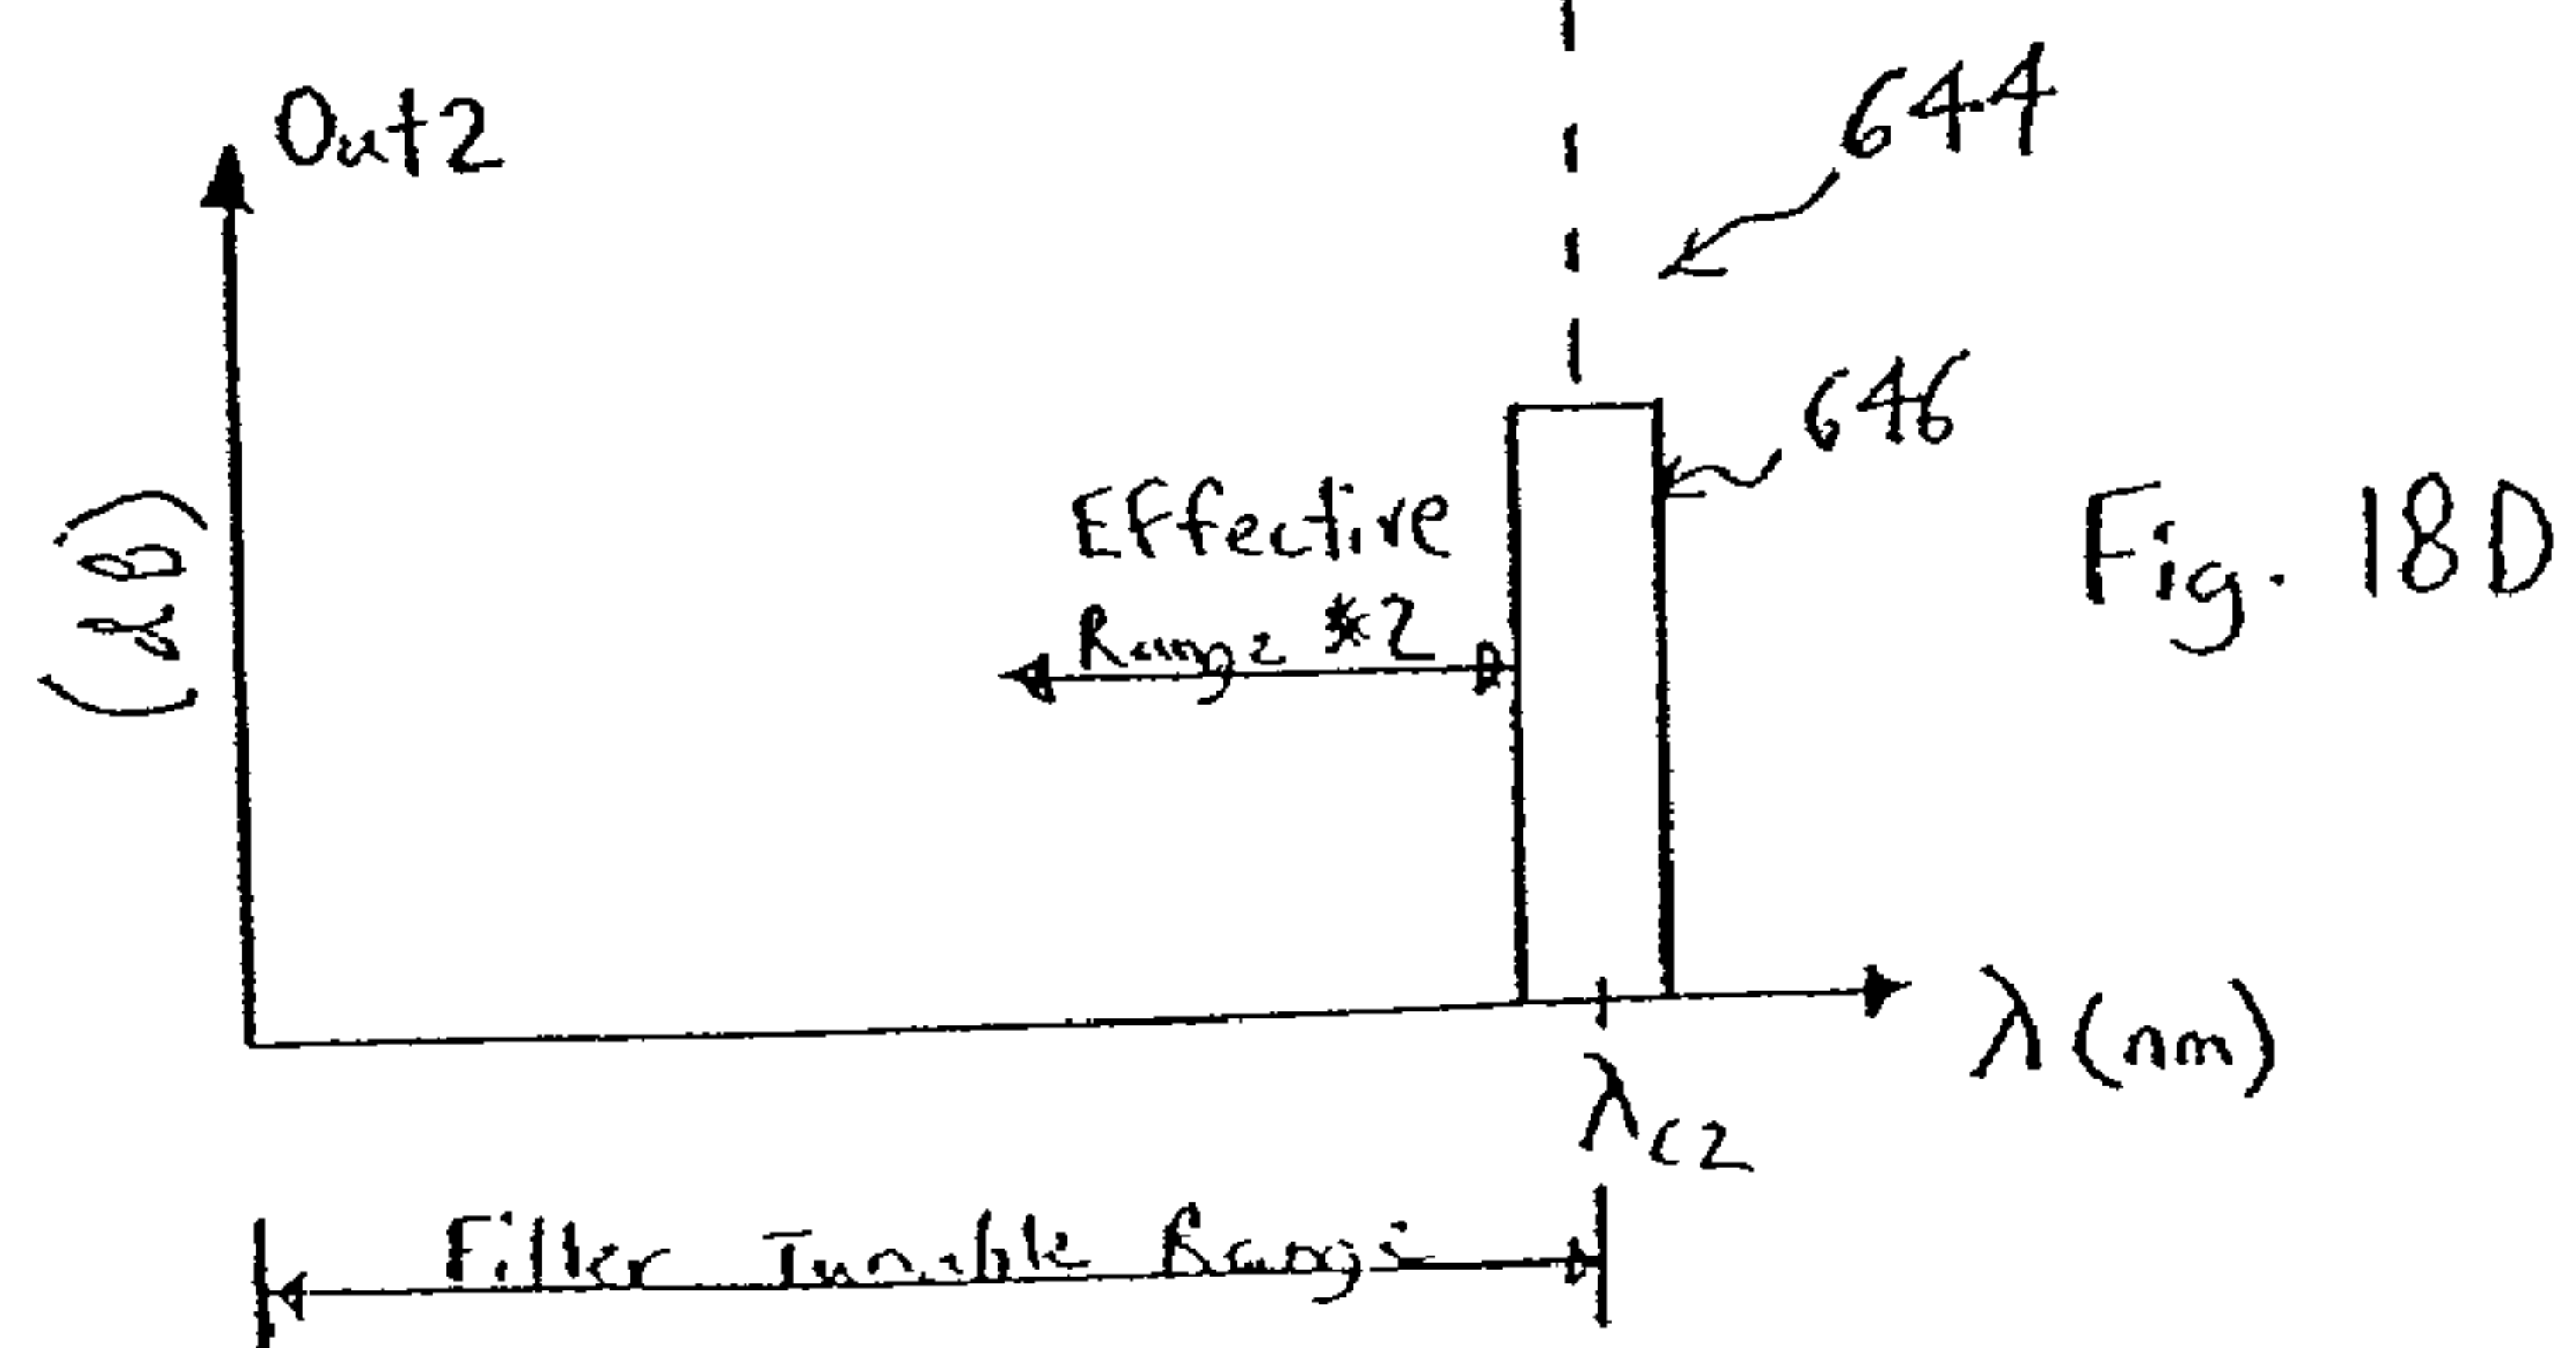 Out2
644
646
Effective
Range *2
Fig. 18D
(dB)
λ(nm)
λC2
Filter Tunable Range